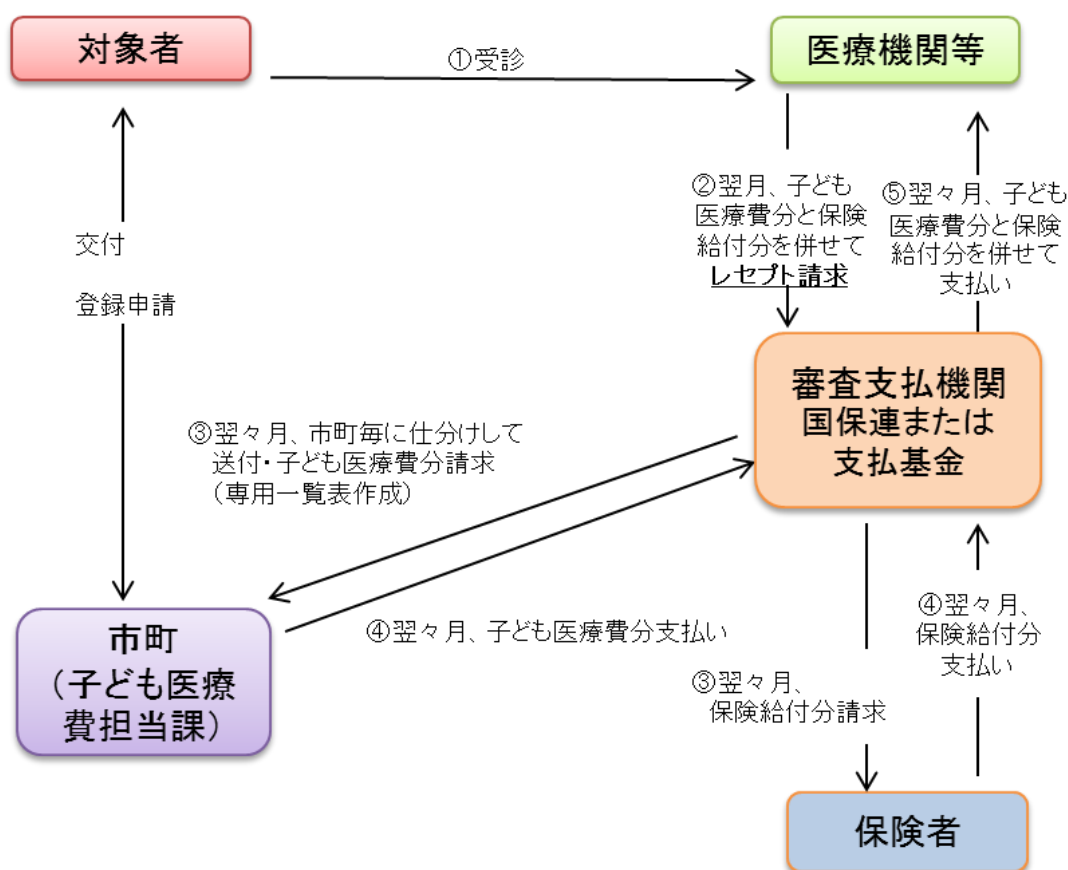 対象者
①受診
医療機関等
②翌月、子ども
医療費分と保険
給付分を併せて
レセプト請求
⑤翌々月、子ども
医療費分と保険
給付分を併せて
支払い
交付
登録申請
審査支払機関
国保連または
支払基金
③翌々月、市町毎に仕分けして
送付・子ども医療費分請求
（専用一覧表作成）
④翌々月、子ども医療費分支払い
市町
（子ども医療
費担当課）
③翌々月、
保険給付分請求
④翌々月、
保険給付分
支払い
保険者